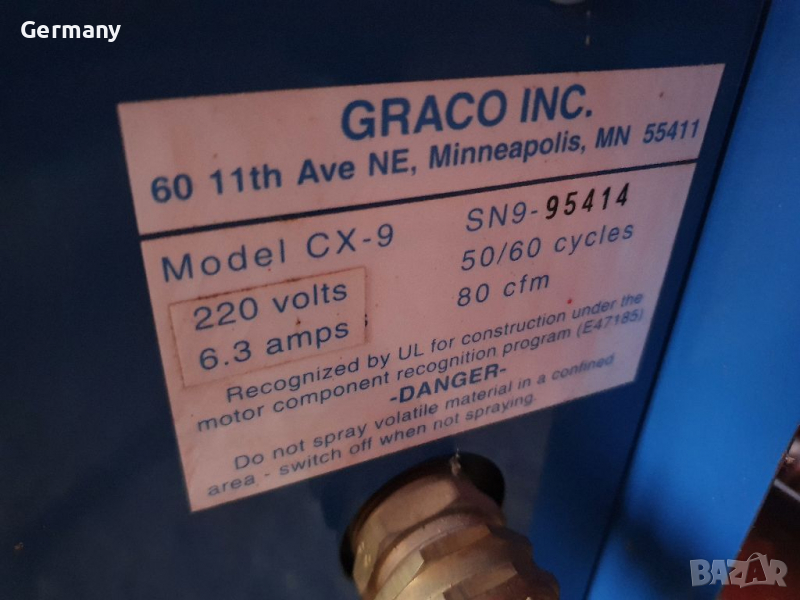 Germany
GRACO INC.
60 11th Ave NE, Minneapolis, MN 55411
Model CX-9
SN9-95414
220 volts
50/60 cycles
6.3 amps
80 cfm
Recognized by UL for construction under the
motor component recognition program (E47185)
-DANGER-
Do not spray volatile material in a confined
area - switch off when not spraying.
BAZAR